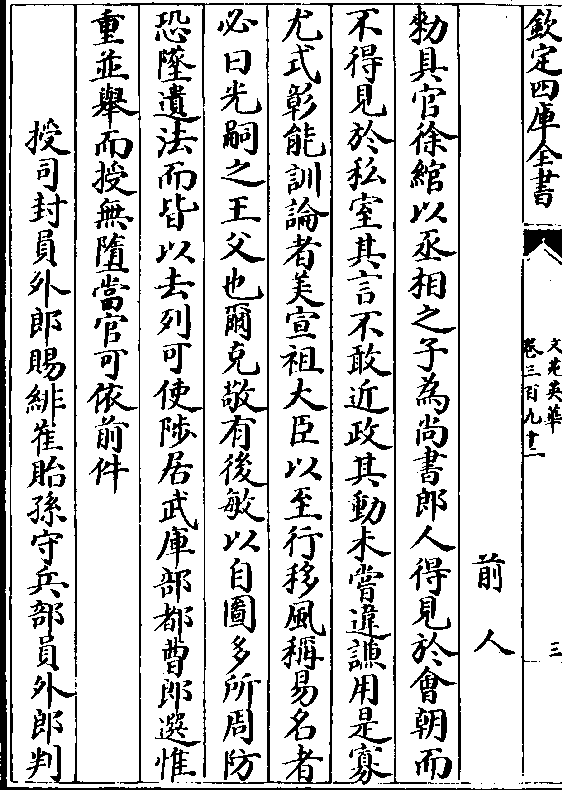 欽定四庫全書
文苑英華
卷三百九十二
三
前人
勅具官徐綰以丞相之子為尚書郎人得見於會朝而
不得見於私室其言不敢近政其動未嘗違謙用是寡
尤式彰能訓論者美宣祖大臣以至行移風稱易名者
必曰光嗣之王父也爾克敬有後敏以自圖多所周防
恐墜遺法而皆以去列可使陟居武庫部都曹郎選惟
重並舉而授無墮當官可依前件
授司封員外郎賜緋崔貽孫守兵部員外郎判